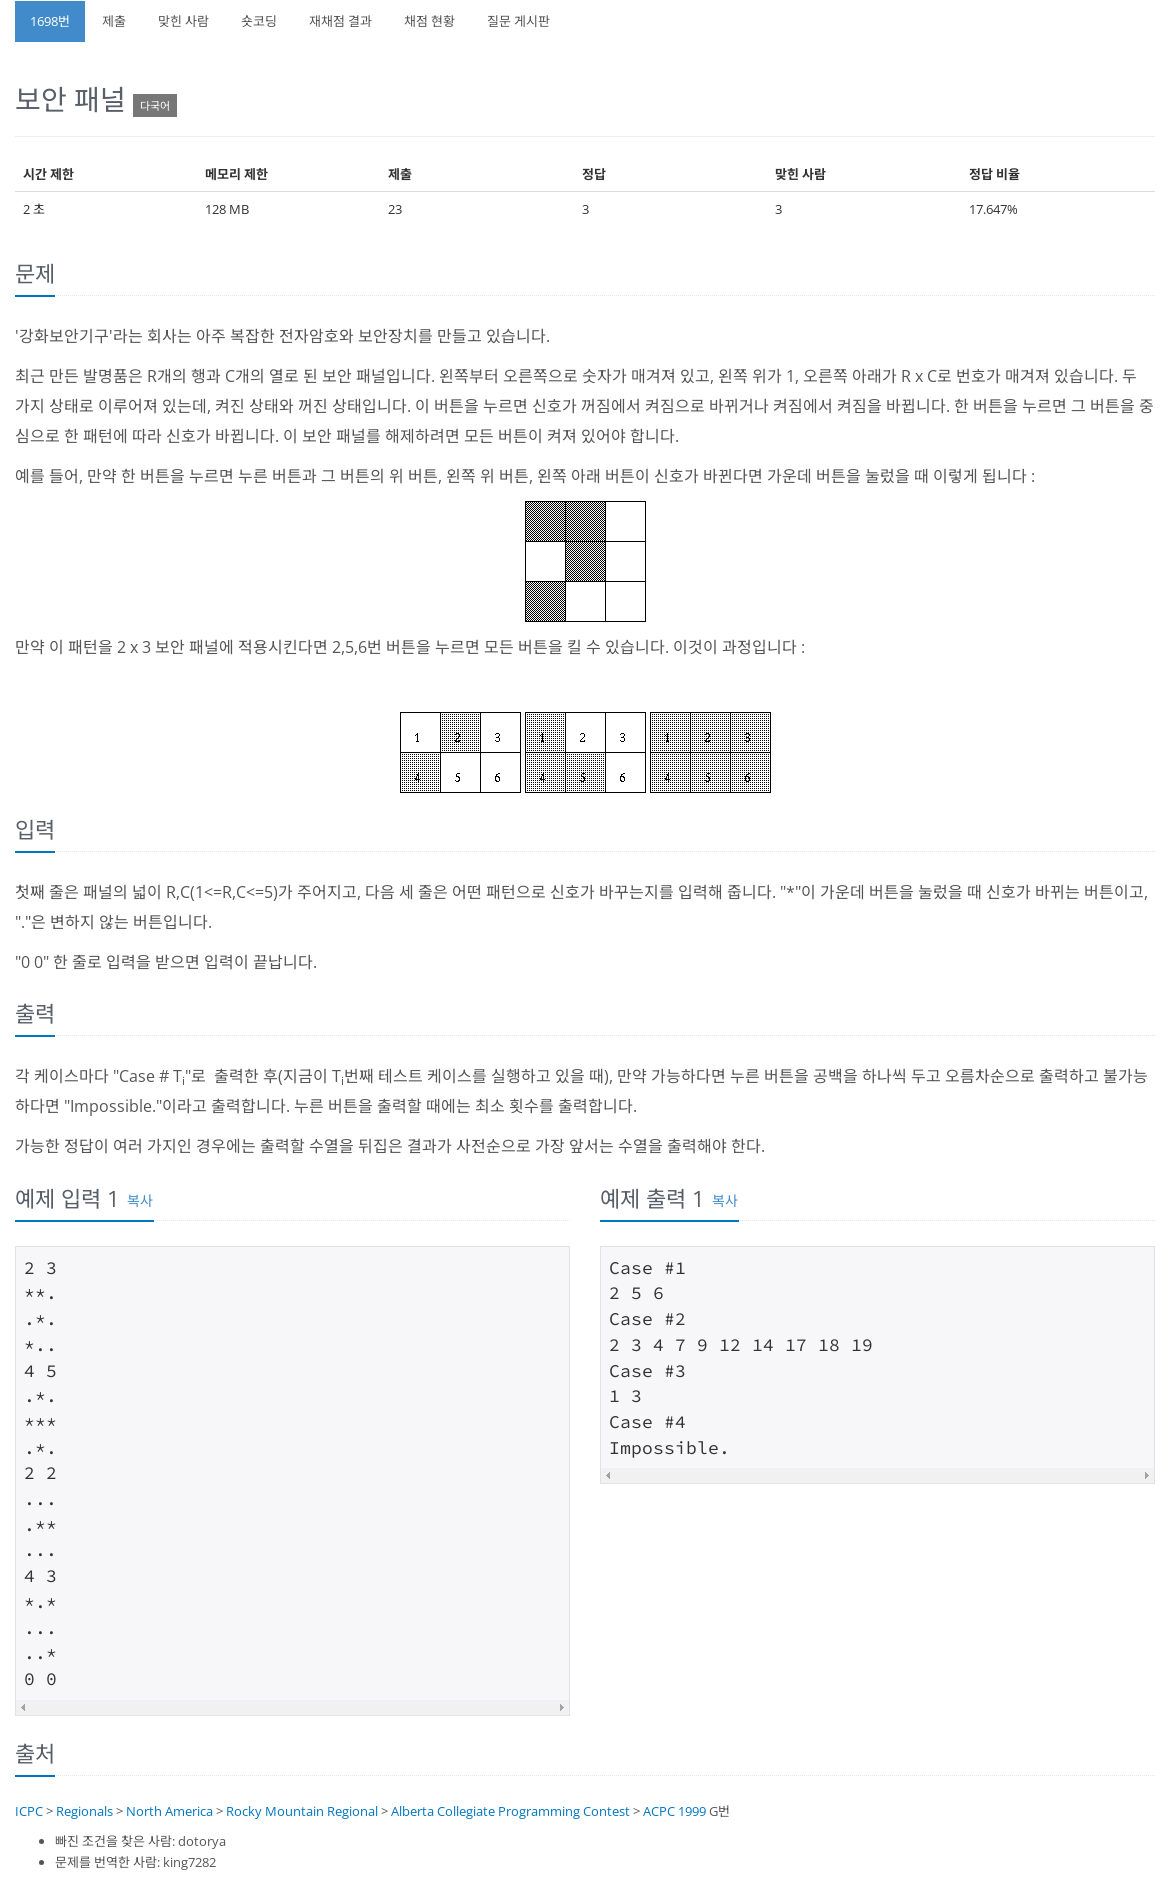 1698번 제출 맞힌 사람 숏코딩 재채점 결과 채점 현황 질문 게시판
보안 패널 다국어
시간 제한 메모리 제한 제출 정답 맞힌 사람 정답 비율
2 초 128 MB 23 3 3 17.647%
문제
'강화보안기구'라는 회사는 아주 복잡한 전자암호와 보안장치를 만들고 있습니다.
최근 만든 발명품은 R개의 행과 C개의 열로 된 보안 패널입니다. 왼쪽부터 오른쪽으로 숫자가 매겨져 있고, 왼쪽 위가 1, 오른쪽 아래가 R x C로 번호가 매겨져 있습니다. 두
가지 상태로 이루어져 있는데, 켜진 상태와 꺼진 상태입니다. 이 버튼을 누르면 신호가 꺼짐에서 켜짐으로 바뀌거나 켜짐에서 켜짐을 바뀝니다. 한 버튼을 누르면 그 버튼을 중
심으로 한 패턴에 따라 신호가 바뀝니다. 이 보안 패널를 해제하려면 모든 버튼이 켜져 있어야 합니다.
예를 들어, 만약 한 버튼을 누르면 누른 버튼과 그 버튼의 위 버튼, 왼쪽 위 버튼, 왼쪽 아래 버튼이 신호가 바뀐다면 가운데 버튼을 눌렀을 때 이렇게 됩니다 :
만약 이 패턴을 2 x 3 보안 패널에 적용시킨다면 2,5,6번 버튼을 누르면 모든 버튼을 킬 수 있습니다. 이것이 과정입니다 :
1 2 3 1 2 3 1 2 3
4 5 6 4 5 6 4 5 6
입력
첫째 줄은 패널의 넓이 R,C(1<=R,C<=5)가 주어지고, 다음 세 줄은 어떤 패턴으로 신호가 바꾸는지를 입력해 줍니다. "*"이 가운데 버튼을 눌렀을 때 신호가 바뀌는 버튼이고,
"."은 변하지 않는 버튼입니다.
"0 0" 한 줄로 입력을 받으면 입력이 끝납니다.
출력
각 케이스마다 "Case # Ti"로  출력한 후(지금이 Ti번째 테스트 케이스를 실행하고 있을 때), 만약 가능하다면 누른 버튼을 공백을 하나씩 두고 오름차순으로 출력하고 불가능
하다면 "Impossible."이라고 출력합니다. 누른 버튼을 출력할 때에는 최소 횟수를 출력합니다.
가능한 정답이 여러 가지인 경우에는 출력할 수열을 뒤집은 결과가 사전순으로 가장 앞서는 수열을 출력해야 한다.
예제 입력 1 복사
2 3
**.
.*.
*..
4 5
.*.
***
.*.
2 2
...
.**
...
4 3
*.*
...
..*
0 0
예제 출력 1 복사
Case #1
2 5 6
Case #2
2 3 4 7 9 12 14 17 18 19
Case #3
1 3
Case #4
Impossible.
출처
ICPC > Regionals > North America > Rocky Mountain Regional > Alberta Collegiate Programming Contest > ACPC 1999 G번
• 빠진 조건을 찾은 사람: dotorya
• 문제를 번역한 사람: king7282